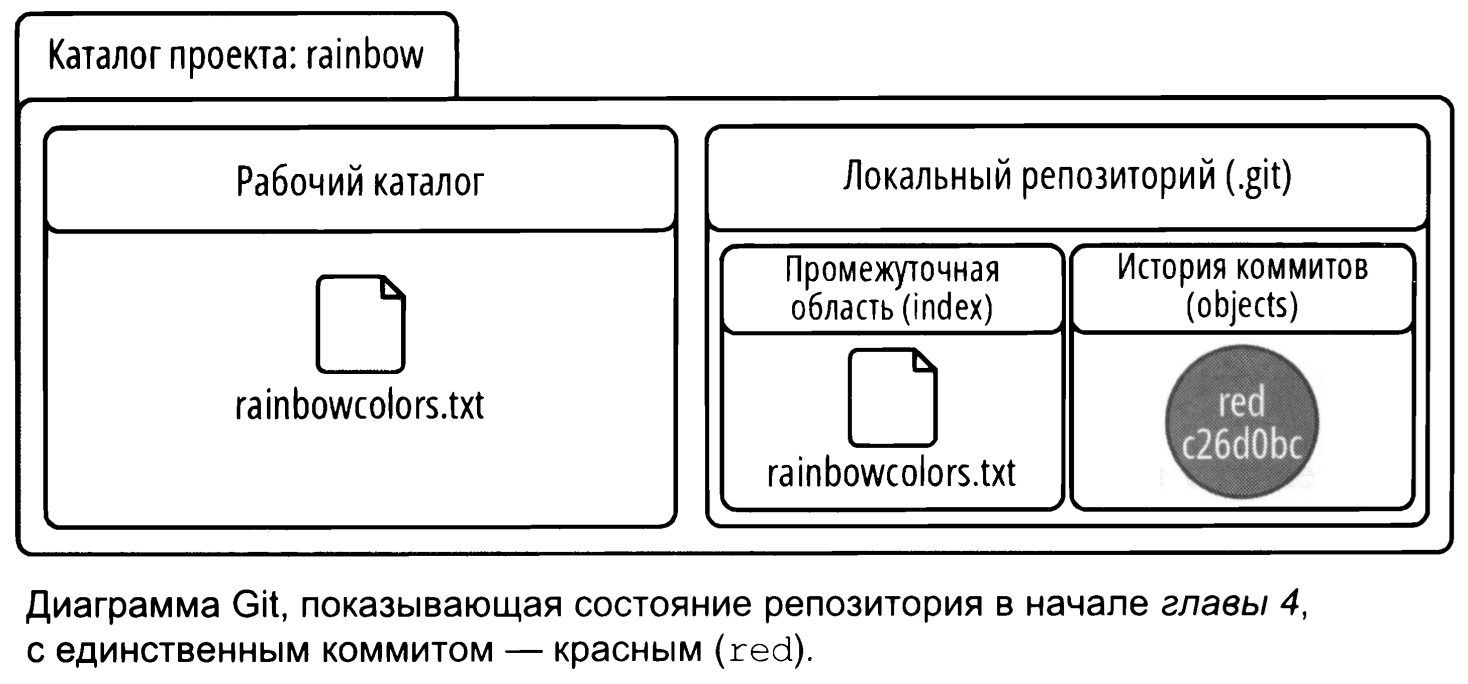 Каталог проекта: rainbow
Рабочий каталог
Локальный репозиторий (.git)
Промежуточная
область (index)
История коммитов
(objects)
rainbowcolors.txt
rainbowcolors.txt
red
c26d0bc
Диаграмма Git, показывающая состояние репозитория в начале главы 4,
с единственным коммитом — красным (red).